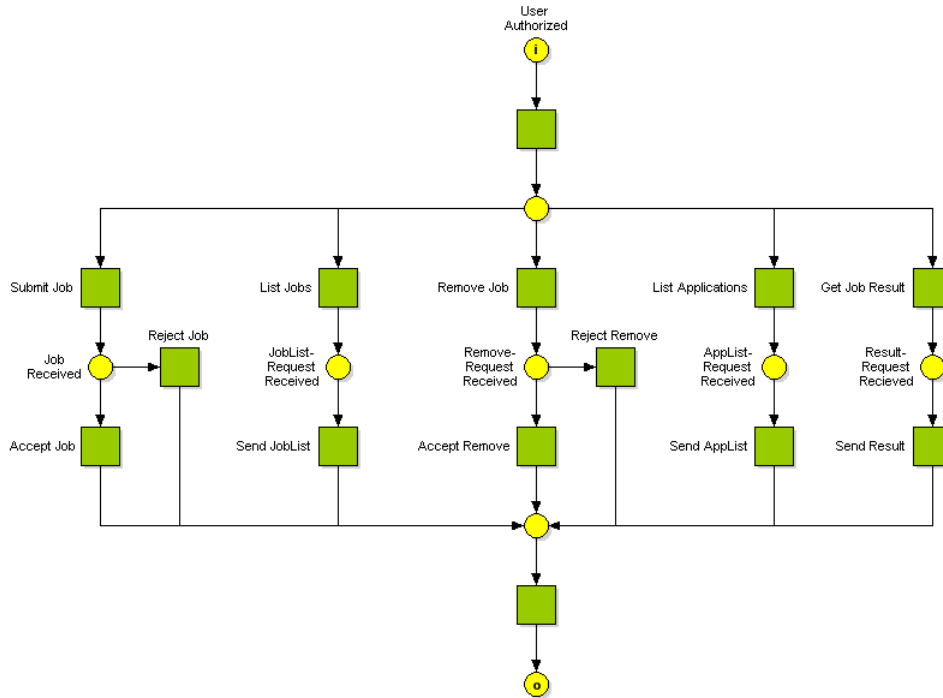 User
Authorized
i
Submit Job
List Jobs
Remove Job
List Applications
Get Job Result
Reject Job
Reject Remove
Job
Received
JobList-
Request
Received
Remove-
Request
Received
AppList-
Request
Received
Result-
Request
Recieved
Accept Job
Send JobList
Accept Remove
Send AppList
Send Result
o